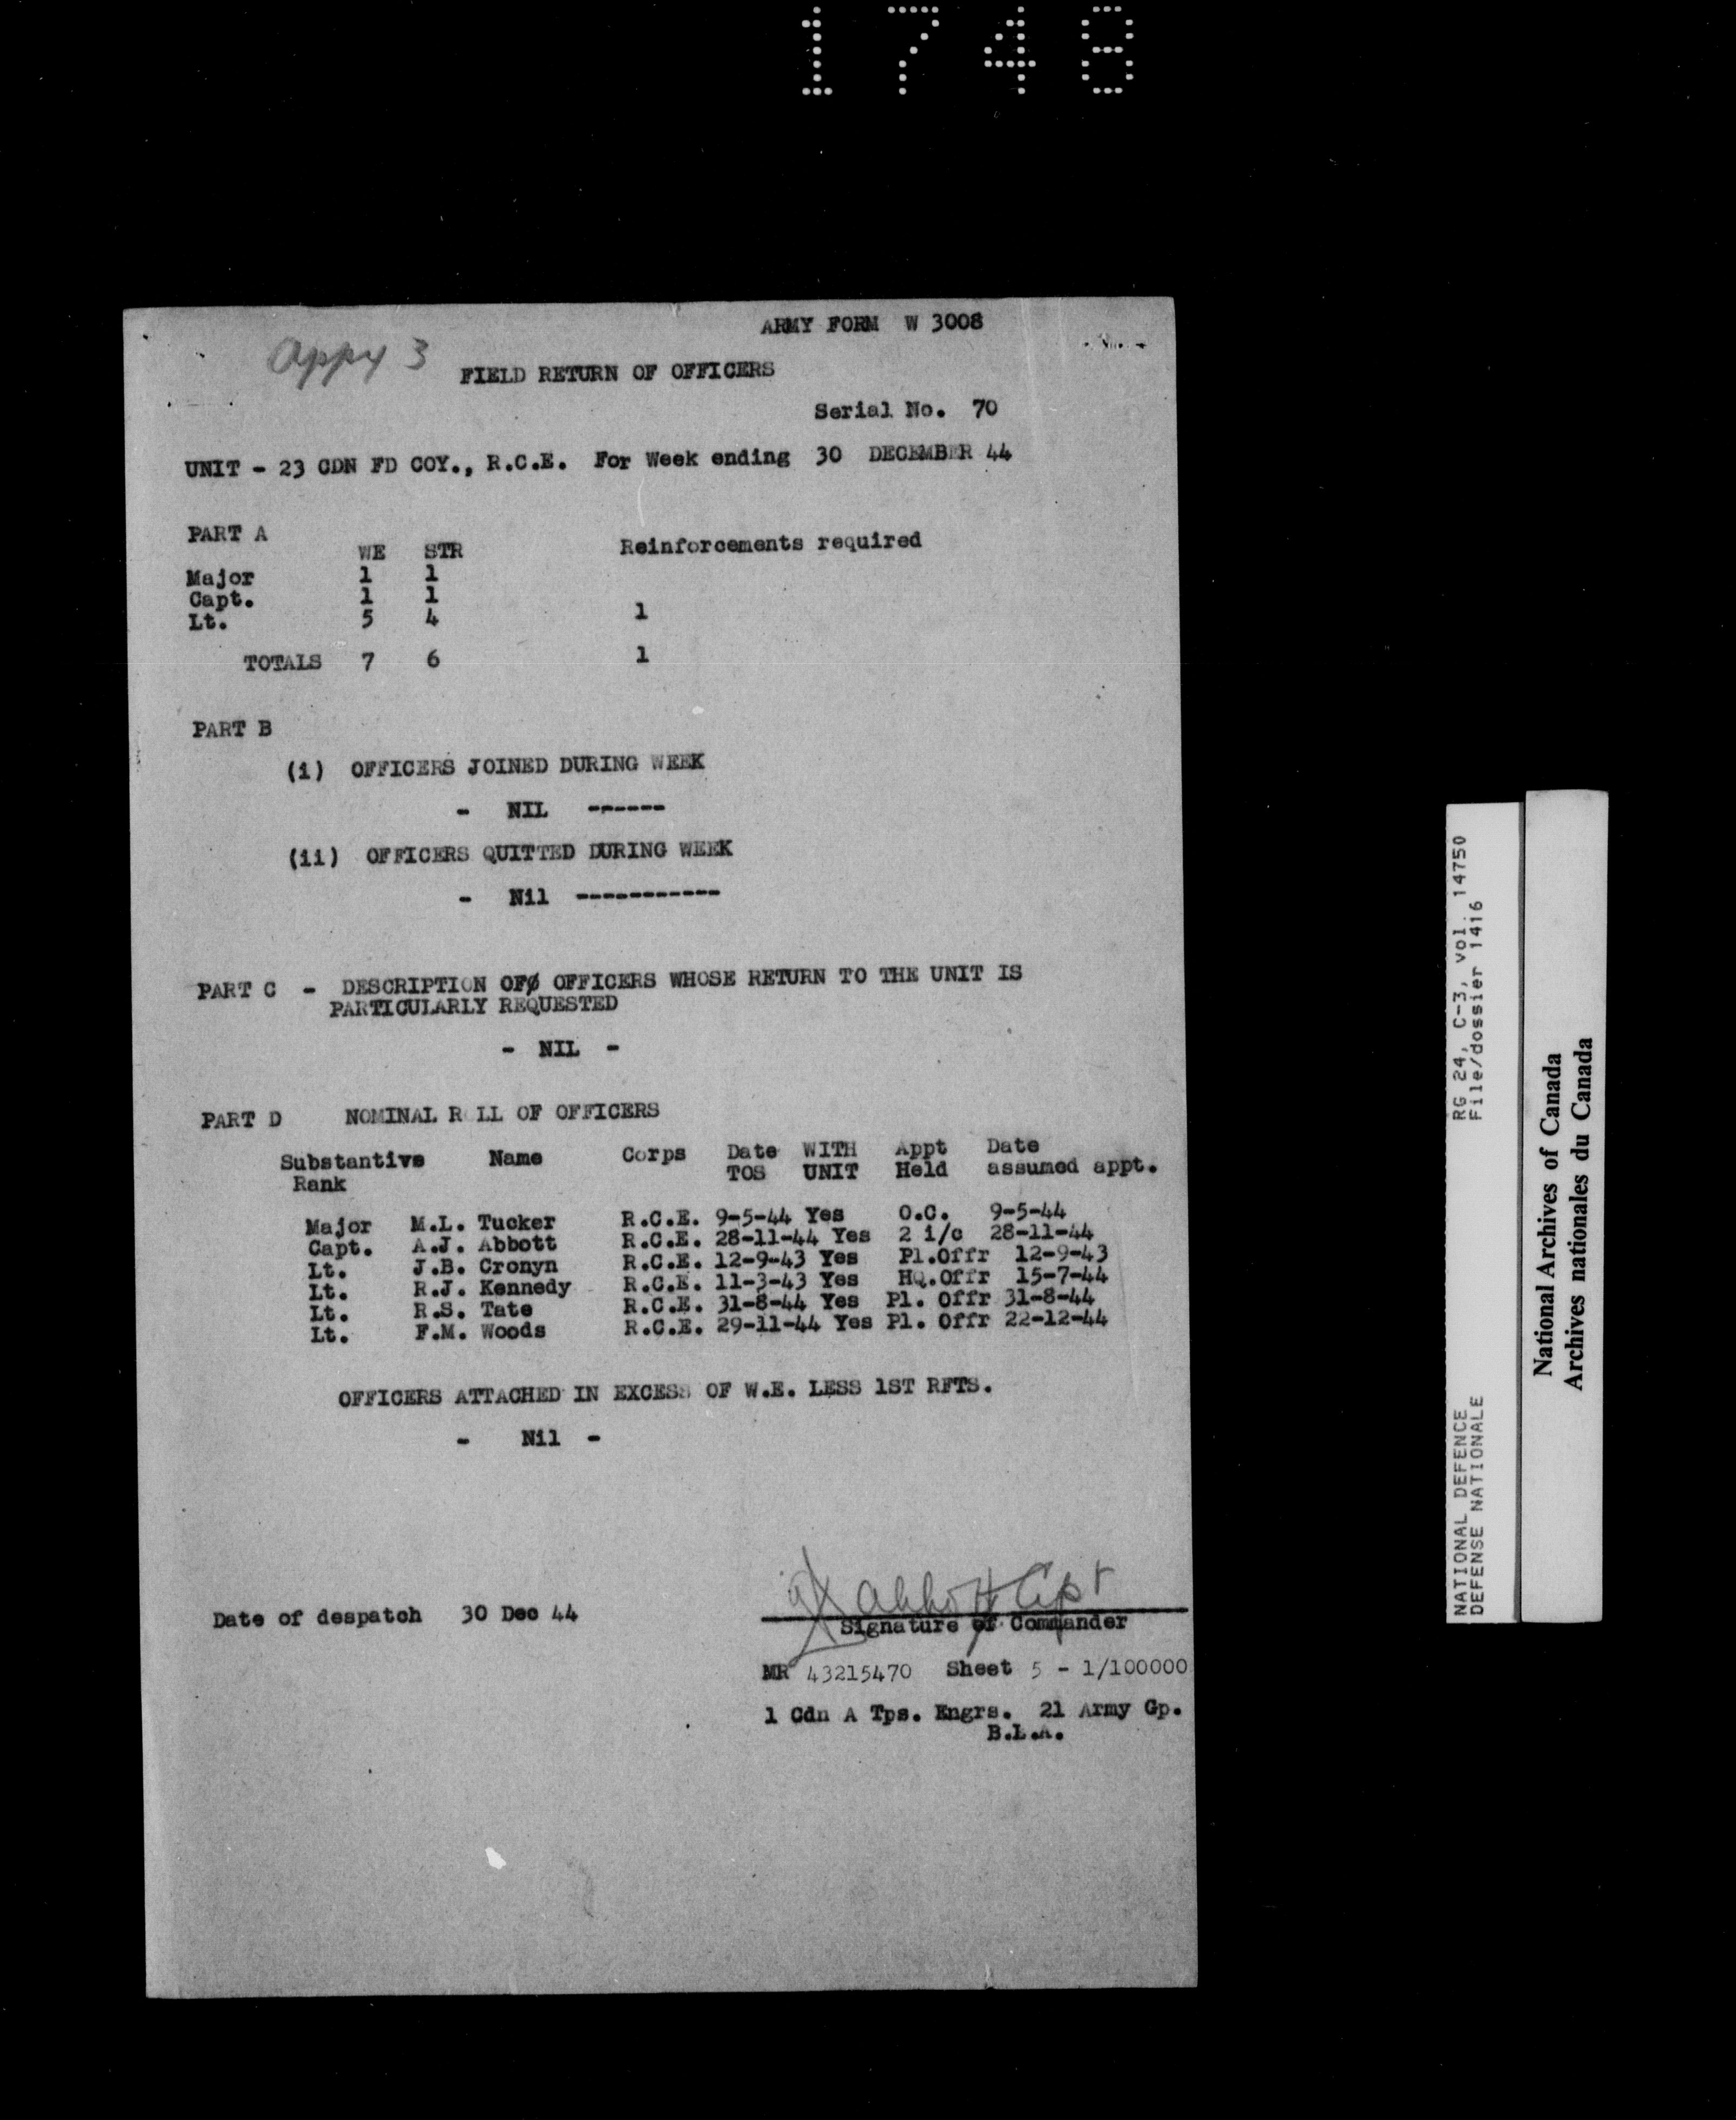 1748
ARMY FORM W 3008
Appx 3
FIELD RETURN OF OFFICERS
Serial No. 70
UNIT - 23 CDN FD COY., R.C.E. For Week ending 30 DECEMBER 44
PART A
WE STR Reinforcements required
Major 1 1
Capt. 1 1
Lt. 5 4 1
TOTALS 7 6 1
PART B
(i) OFFICERS JOINED DURING WEEK
- NIL ------
(ii) OFFICERS QUITTED DURING WEEK
- Nil -----------
PART C - DESCRIPTION OFØ OFFICERS WHOSE RETURN TO THE UNIT IS
PARTICULARLY REQUESTED
- NIL -
PART D NOMINAL R LL OF OFFICERS
Substantive Name Corps Date WITH Appt Date
Rank TOS UNIT Held assumed appt.
Major M.L. Tucker R.C.E. 9-5-44 Yes O.C. 9-5-44
Capt. A.J. Abbott R.C.E. 28-11-44 Yes 2 i/c 28-11-44
Lt. J.B. Cronyn R.C.E. 12-9-43 Yes Pl.Offr 12-9-43
Lt. R.J. Kennedy R.C.E. 11-3-43 Yes HQ.Offr 15-7-44
Lt. R.S. Tate R.C.E. 31-8-44 Yes Pl. Offr 31-8-44
Lt. F.M. Woods R.C.E. 29-11-44 Yes Pl. Offr 22-12-44
OFFICERS ATTACHED IN EXCESS OF W.E. LESS 1ST RFTS.
- Nil -
Abbott Capt
Date of despatch 30 Dec 44
Signature of Commander
MR 43215470 Sheet 5 - 1/100000
1 Cdn A Tps. Engrs. 21 Army Gp.
B.L.A.
NATIONAL DEFENCE RG 24, C-3, vol. 14750
DEFENSE NATIONALE File/dossier 1416
National Archives of Canada
Archives nationales du Canada